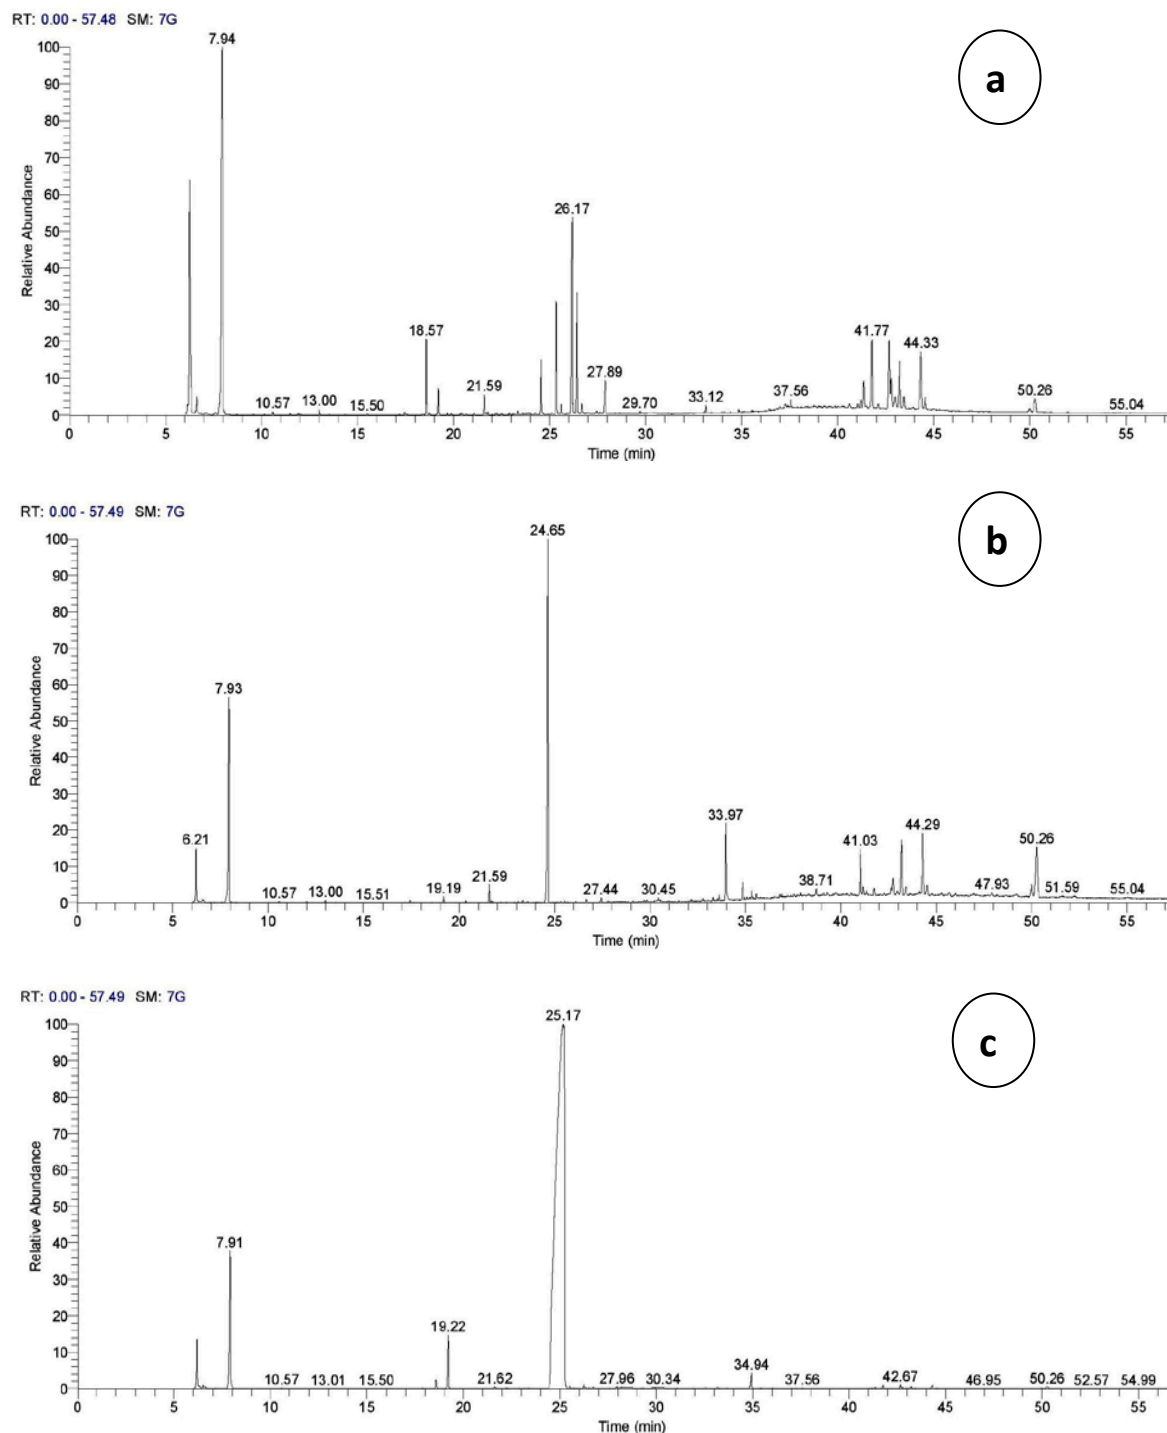 RT: 0.00 - 57.48 SM: 7G
a
7.94
100
90
80
70
60
50
40
30
20
10
0
Relative Abundance
26.17
18.57
41.77
44.33
27.89
21.59
10.57 13.00 15.50 29.70 33.12 37.56 50.26 55.04
0 5 10 15 20 25 30 35 40 45 50 55
Time (min)
RT: 0.00 - 57.49 SM: 7G
b
24.65
100
90
80
70
60
50
40
30
20
10
0
Relative Abundance
7.93
33.97
6.21
41.03
44.29
50.26
21.59
10.57 13.00 15.51 19.19 27.44 30.45 38.71 47.93 51.59 55.04
0 5 10 15 20 25 30 35 40 45 50 55
Time (min)
RT: 0.00 - 57.49 SM: 7G
c
25.17
100
90
80
70
60
50
40
30
20
10
0
Relative Abundance
7.91
19.22
34.94
10.57 13.01 15.50 21.62 27.96 30.34 37.56 42.67 46.95 50.26 52.57 54.99
0 5 10 15 20 25 30 35 40 45 50 55
Time (min)